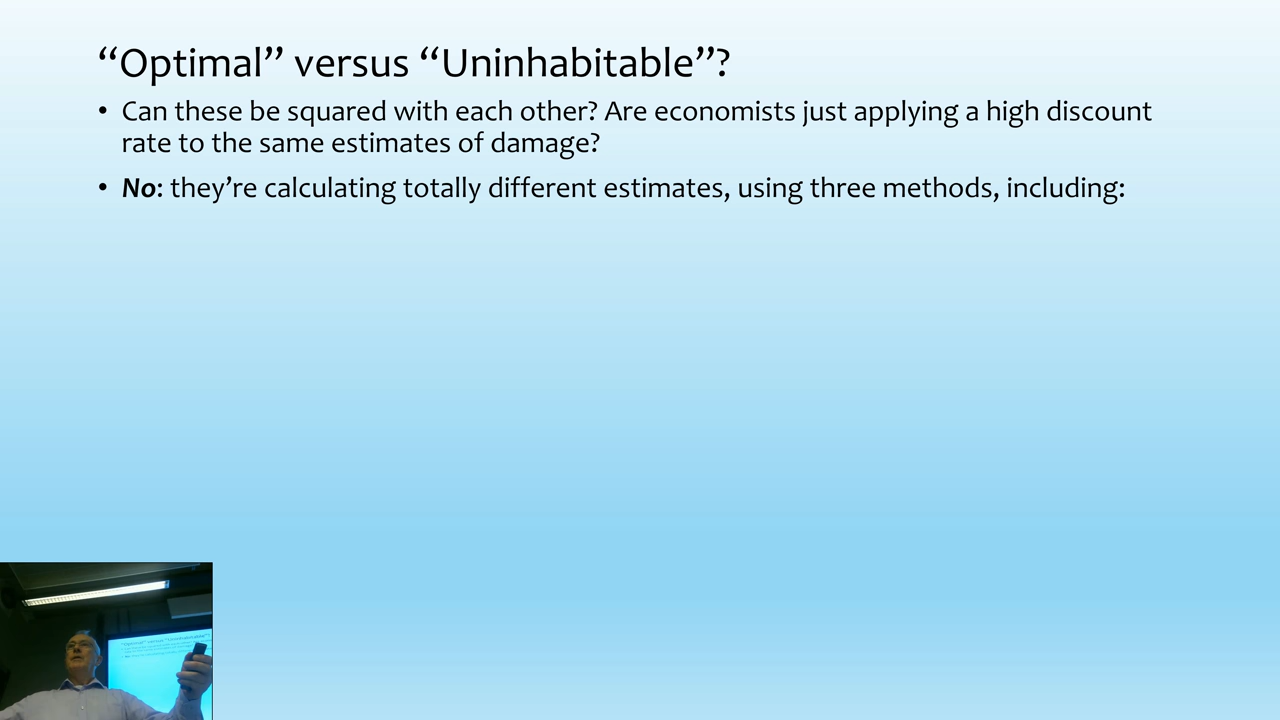 “Optimal” versus “Uninhabitable”?
• Can these be squared with each other? Are economists just applying a high discount
rate to the same estimates of damage?
• No: they’re calculating totally different estimates, using three methods, including: